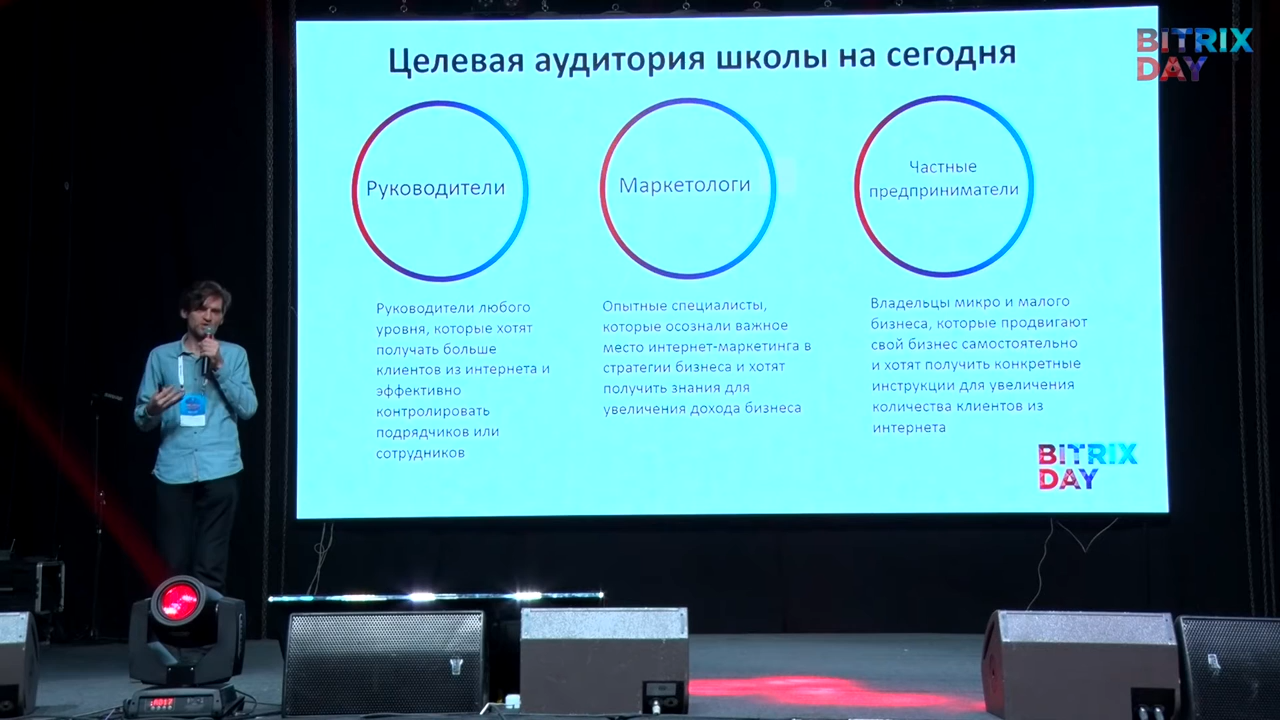 Целевая аудитория школы на сегодня
BITRIX
DAY
Руководители
Маркетологи
Частные
предприниматели
Руководители любого
уровня, которые хотят
получать больше
клиентов из интернета и
эффективно
контролировать
подрядчиков или
сотрудников
Опытные специалисты,
которые осознали важное
место интернет-маркетинга в
стратегии бизнеса и хотят
получить знания для
увеличения дохода бизнеса
Владельцы микро и малого
бизнеса, которые продвигают
свой бизнес самостоятельно
и хотят получить конкретные
инструкции для увеличения
количества клиентов из
интернета
BITRIX
DAY